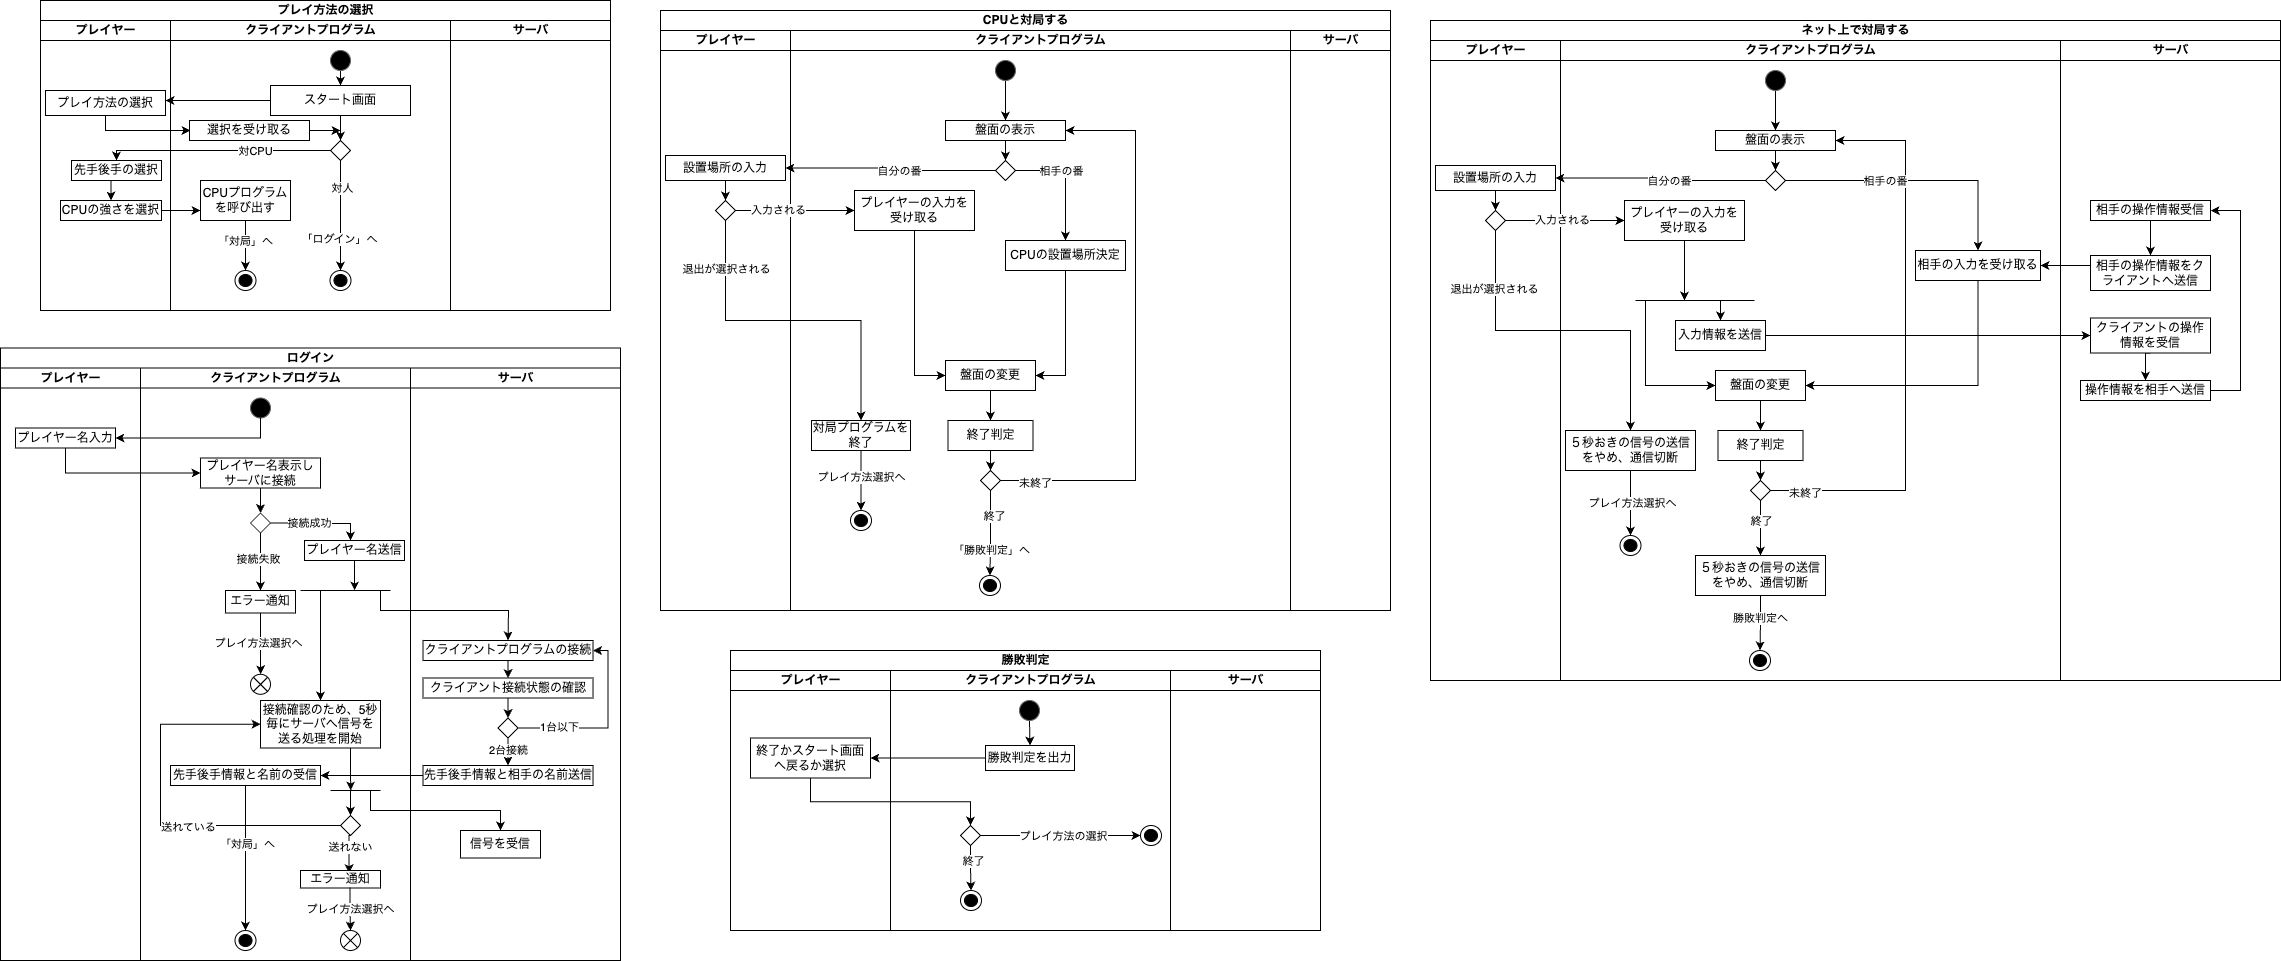 プレイ方法の選択
プレイヤー
クライアントプログラム
サーバ
スタート画面
プレイ方法の選択
選択を受け取る
対CPU
先手後手の選択
対人
CPUプログラム
を呼び出す
CPUの強さを選択
「対局」へ
「ログイン」へ
ログイン
プレイヤー
クライアントプログラム
サーバ
プレイヤー名入力
プレイヤー名表示し
サーバに接続
接続成功
プレイヤー名送信
接続失敗
エラー通知
プレイ方法選択へ
クライアントプログラムの接続
クライアント接続状態の確認
1台以下
2台接続
接続確認のため、5秒
毎にサーバへ信号を
送る処理を開始
先手後手情報と名前の受信
先手後手情報と相手の名前送信
送れている
送れない
「対局」へ
信号を受信
エラー通知
プレイ方法選択へ
CPUと対局する
プレイヤー
クライアントプログラム
サーバ
盤面の表示
設置場所の入力
自分の番
相手の番
入力される
プレイヤーの入力を
受け取る
CPUの設置場所決定
退出が選択される
盤面の変更
対局プログラムを
終了
終了判定
プレイ方法選択へ
未終了
終了
「勝敗判定」へ
勝敗判定
プレイヤー
クライアントプログラム
サーバ
終了かスタート画面
へ戻るか選択
勝敗判定を出力
プレイ方法の選択
終了
ネット上で対局する
プレイヤー
クライアントプログラム
サーバ
盤面の表示
設置場所の入力
自分の番
相手の番
入力される
プレイヤーの入力を
受け取る
相手の操作情報受信
相手の入力を受け取る
相手の操作情報をク
ライアントへ送信
退出が選択される
入力情報を送信
クライアントの操作
情報を受信
盤面の変更
操作情報を相手へ送信
５秒おきの信号の送信
をやめ、通信切断
終了判定
プレイ方法選択へ
未終了
終了
５秒おきの信号の送信
をやめ、通信切断
勝敗判定へ